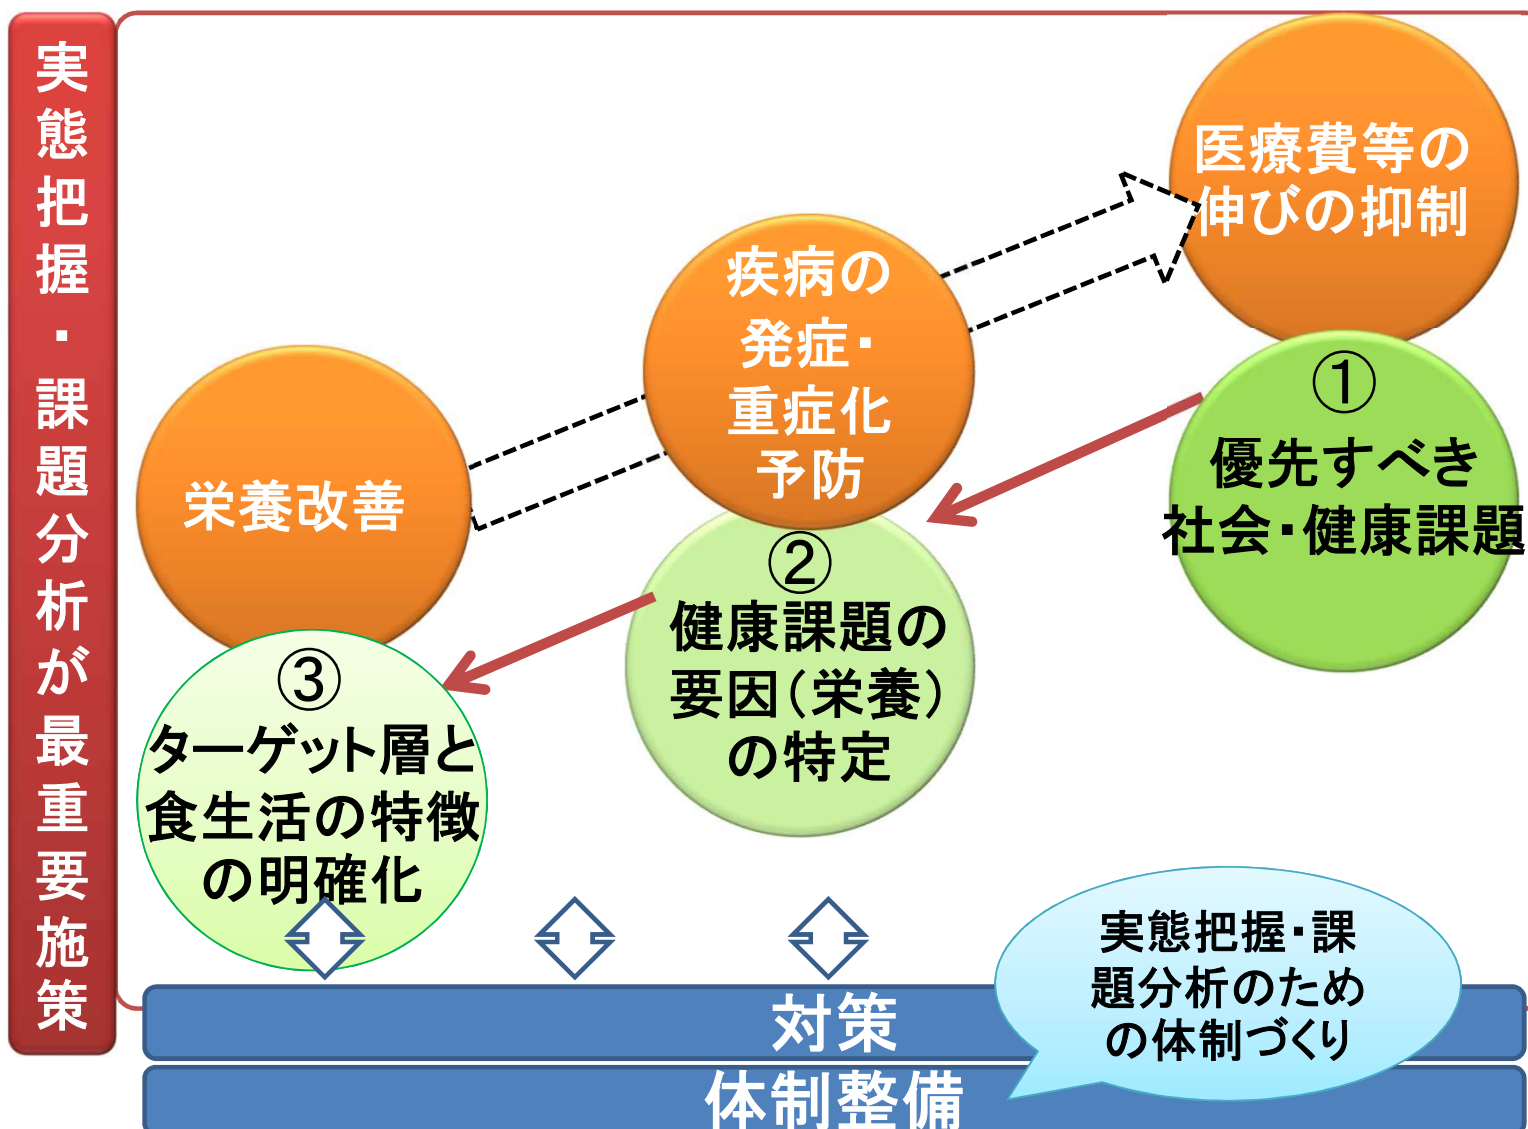 実態把握・課題分析が最重要施策
医療費等の
伸びの抑制
疾病の
発症・
重症化
予防
栄養改善
①
優先すべき
社会・健康課題
②
健康課題の
要因(栄養)
の特定
③
ターゲット層と
食生活の特徴
の明確化
実態把握・課
題分析のため
の体制づくり
対策
体制整備